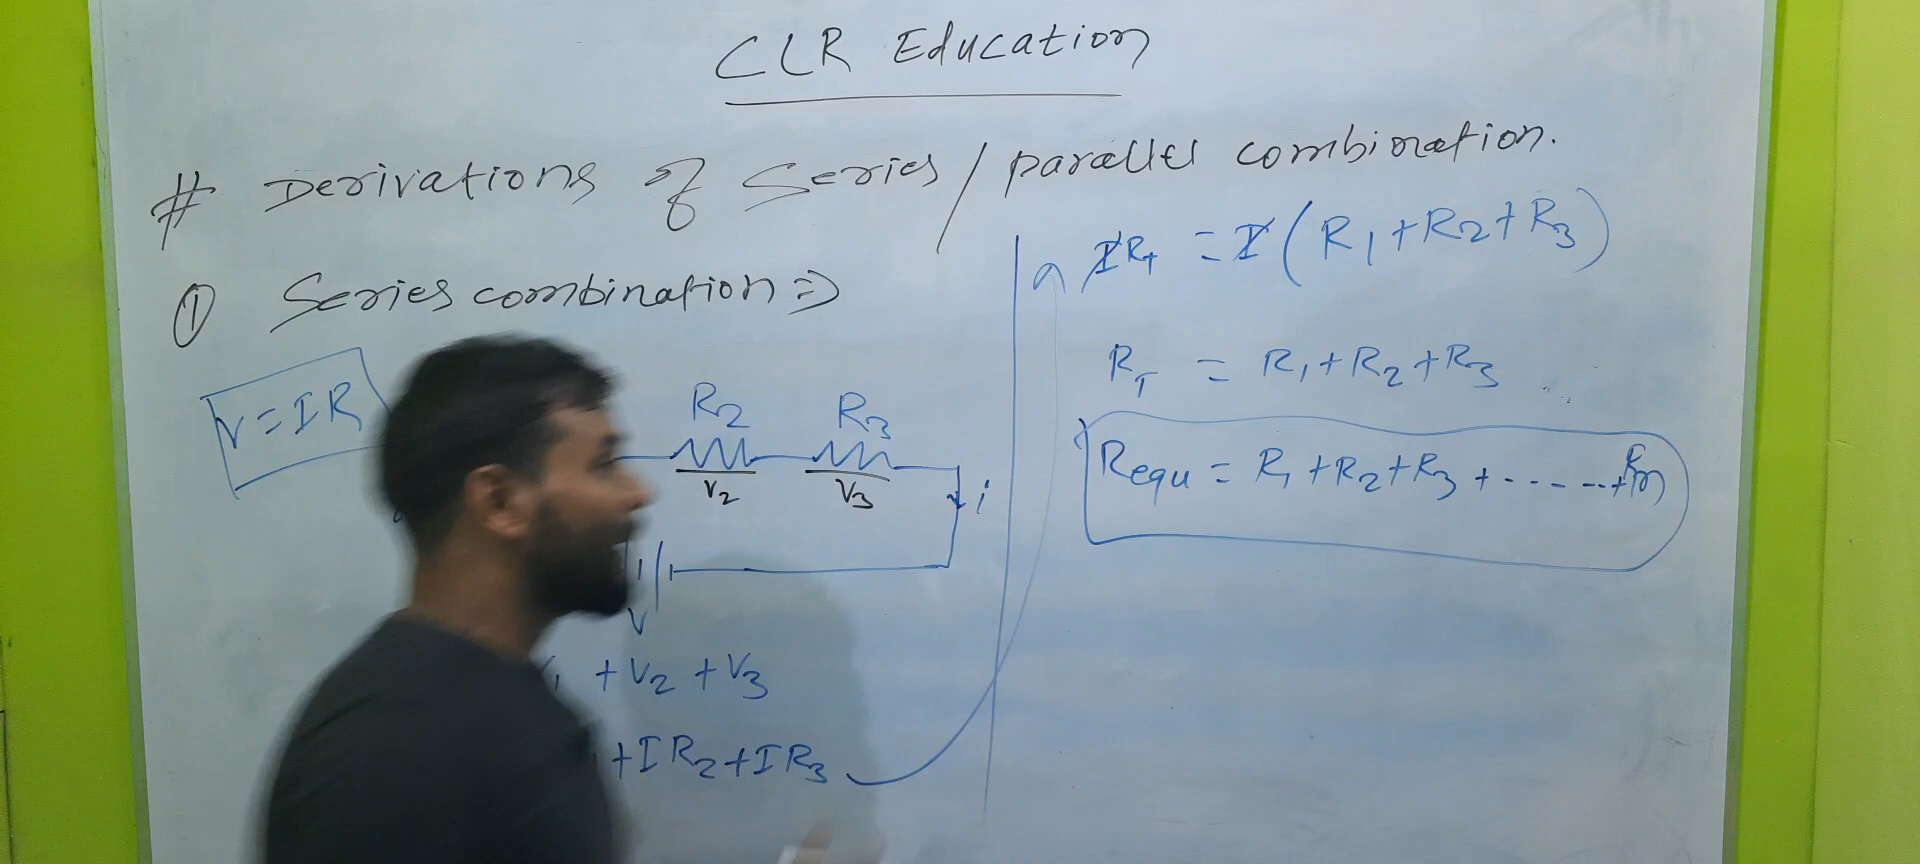 CLR Education
# Derivations of Series / parallel combination.
① Series combination ⇒
V = IR
R2 R3
V2 V3
i
V
+ V2 + V3
+ IR2 + IR3
IRT = I ( R1 + R2 + R3 )
RT = R1 + R2 + R3
Requ = R1 + R2 + R3 + ------ + Rn